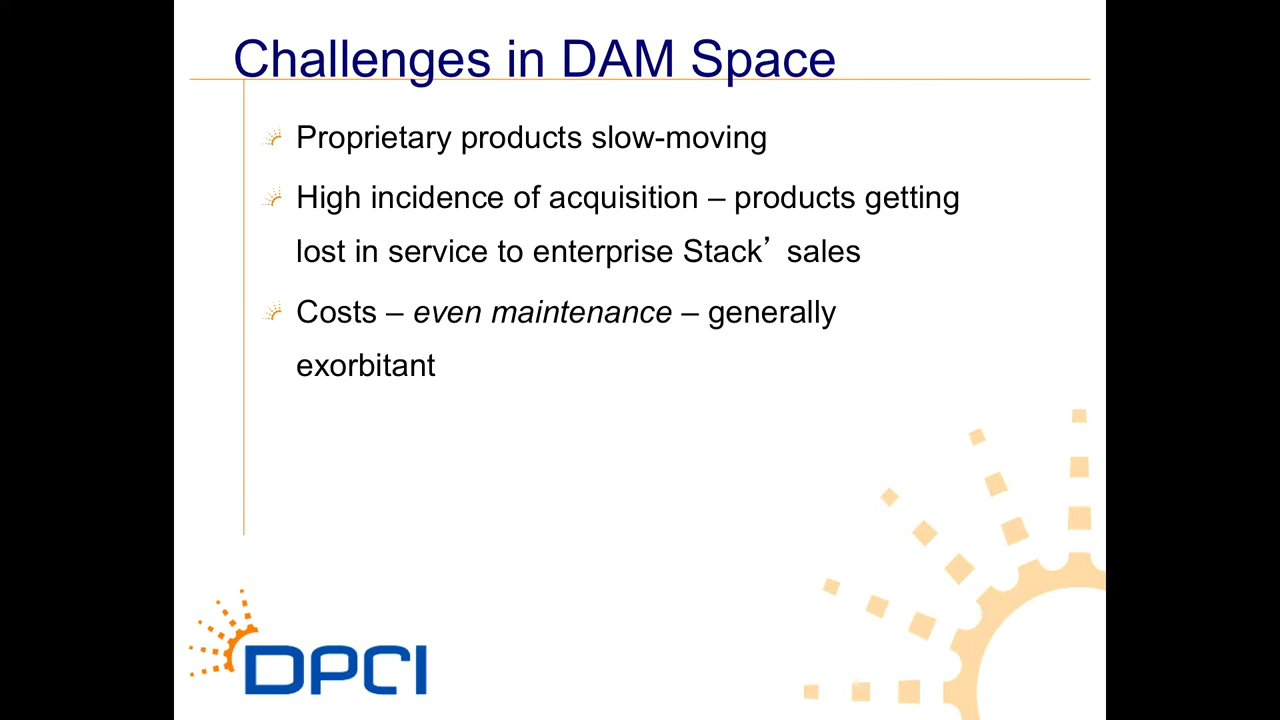 Challenges in DAM Space
Proprietary products slow-moving
High incidence of acquisition – products getting
lost in service to enterprise Stack’ sales
Costs – even maintenance – generally
exorbitant
DPCI